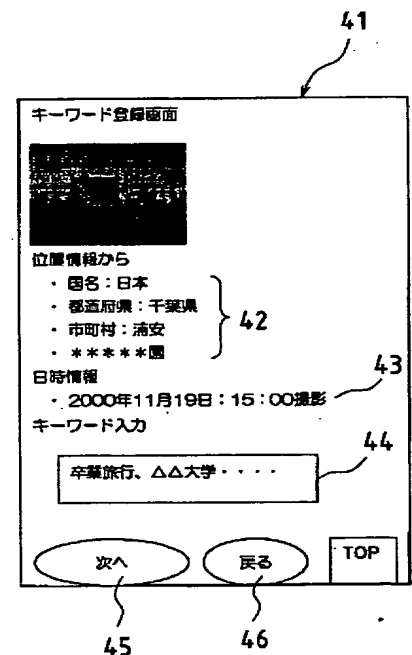 41
キーワード登録画面
位置情報から
・ 国名：日本
・ 都道府県：千葉県
・ 市町村：浦安
・ ＊＊＊＊＊園
42
日時情報
43
・ 2000年11月19日：15：00撮影
キーワード入力
44
卒業旅行、△△大学・・・・
次へ 戻る TOP
45 46